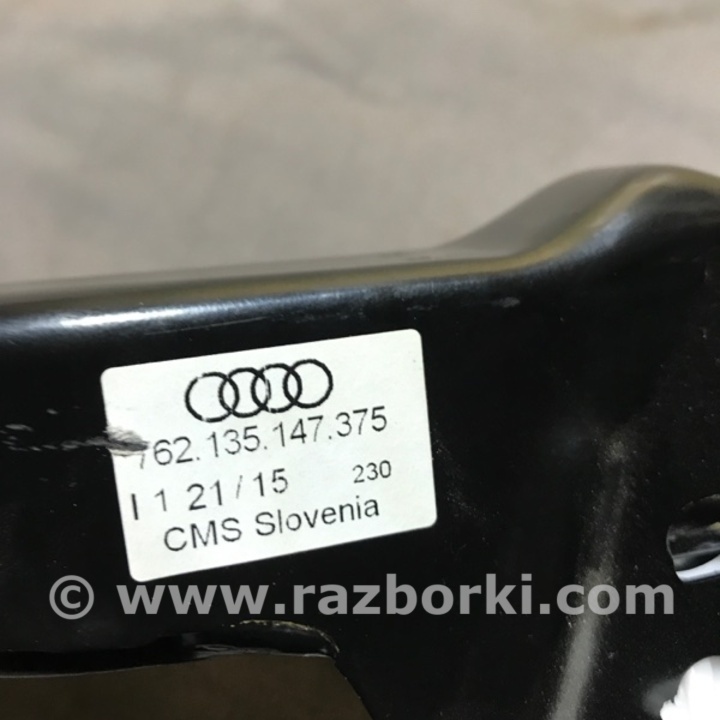 762.135.147.375
I 1 21/15 230
CMS Slovenia
© www.razborki.com